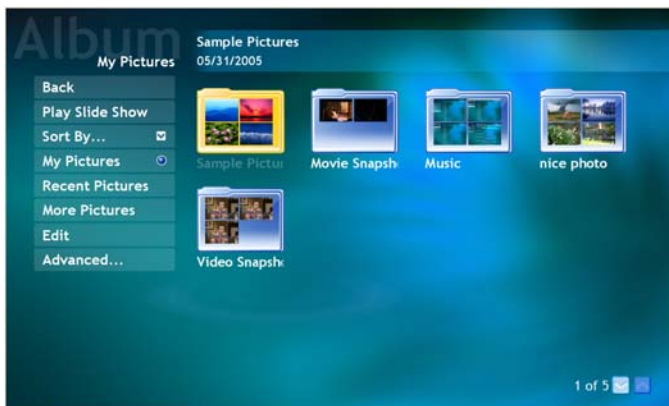 Album
My Pictures
Sample Pictures
05/31/2005
Back
Play Slide Show
Sort By...
My Pictures
Recent Pictures
More Pictures
Edit
Advanced...
Sample Pictur
Movie Snapsh
Music
nice photo
Video Snapsh
1 of 5